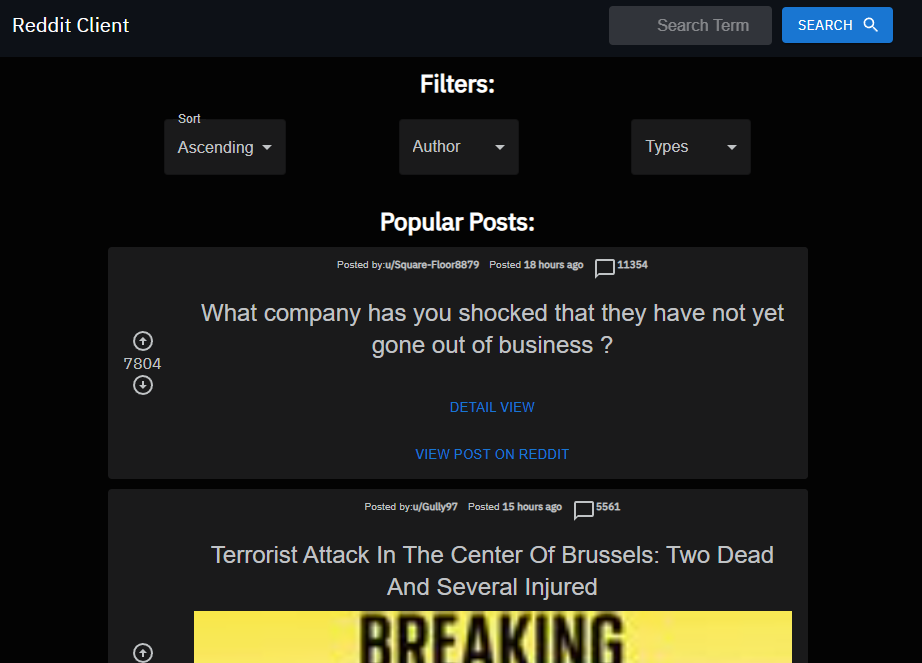 Reddit Client
Search Term
SEARCH
Filters:
Sort
Ascending
Author
Types
Popular Posts:
Posted by:u/Square-Floor8879 Posted 18 hours ago 11354
What company has you shocked that they have not yet
gone out of business ?
7804
DETAIL VIEW
VIEW POST ON REDDIT
Posted by:u/Gully97 Posted 15 hours ago 5561
Terrorist Attack In The Center Of Brussels: Two Dead
And Several Injured
BREAKING